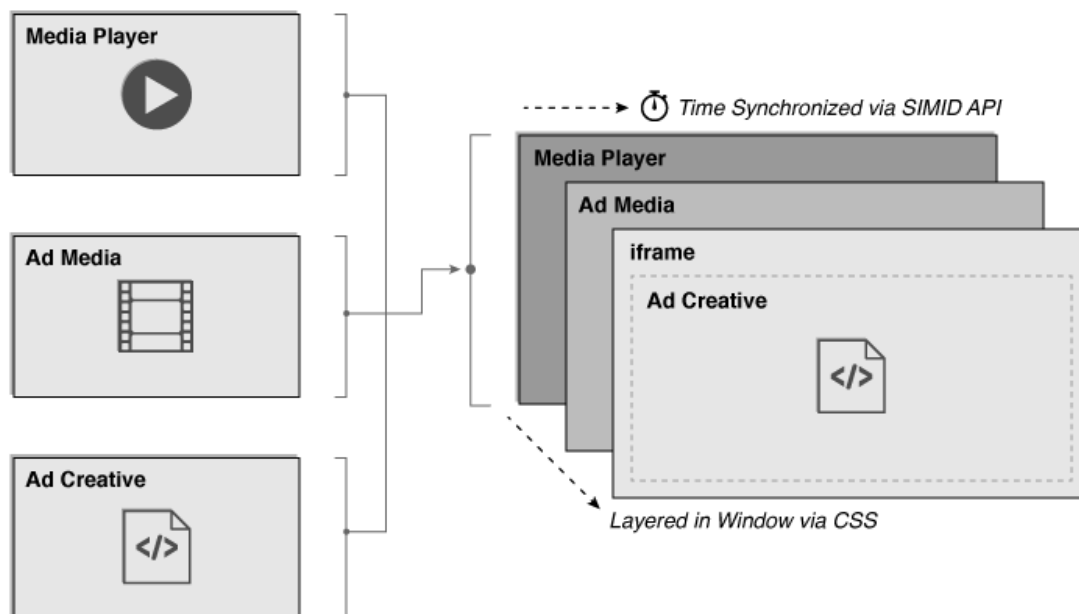 Media Player
Ad Media
Ad Creative
</>
Time Synchronized via SIMID API
Media Player
Ad Media
iframe
Ad Creative
</>
Layered in Window via CSS